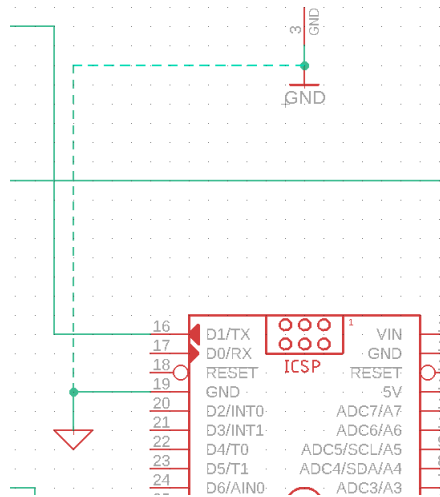 3 GND
GND
16 D1/TX VIN
1
17 D0/RX GND
18 RESET RESET
ICSP
19 GND 5V
20 D2/INT0 ADC7/A7
21 D3/INT1 ADC6/A6
22 D4/T0 ADC5/SCL/A5
23 D5/T1 ADC4/SDA/A4
24 D6/AIN0 ADC3/A3